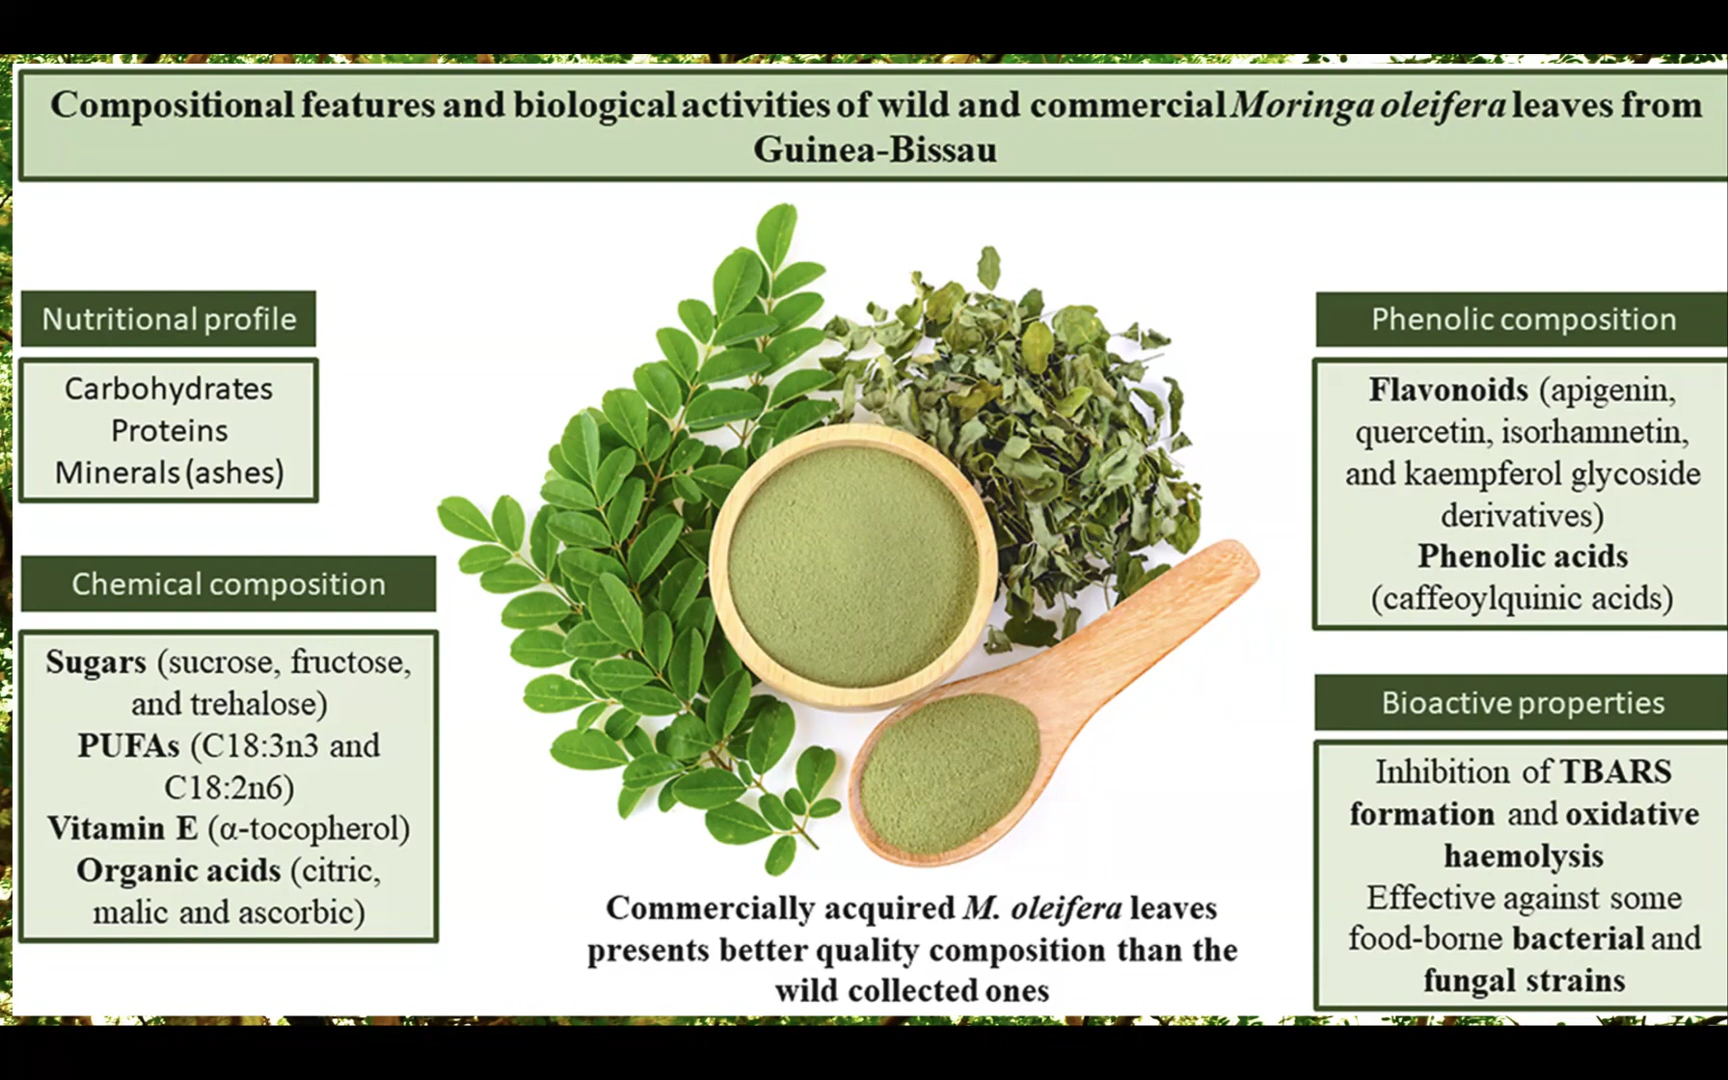 Compositional features and biological activities of wild and commercial Moringa oleifera leaves from
Guinea-Bissau
Nutritional profile
Carbohydrates
Proteins
Minerals (ashes)
Chemical composition
Sugars (sucrose, fructose,
and trehalose)
PUFAs (C18:3n3 and
C18:2n6)
Vitamin E (α-tocopherol)
Organic acids (citric,
malic and ascorbic)
Commercially acquired M. oleifera leaves
presents better quality composition than the
wild collected ones
Phenolic composition
Flavonoids (apigenin,
quercetin, isorhamnetin,
and kaempferol glycoside
derivatives)
Phenolic acids
(caffeoylquinic acids)
Bioactive properties
Inhibition of TBARS
formation and oxidative
haemolysis
Effective against some
food-borne bacterial and
fungal strains